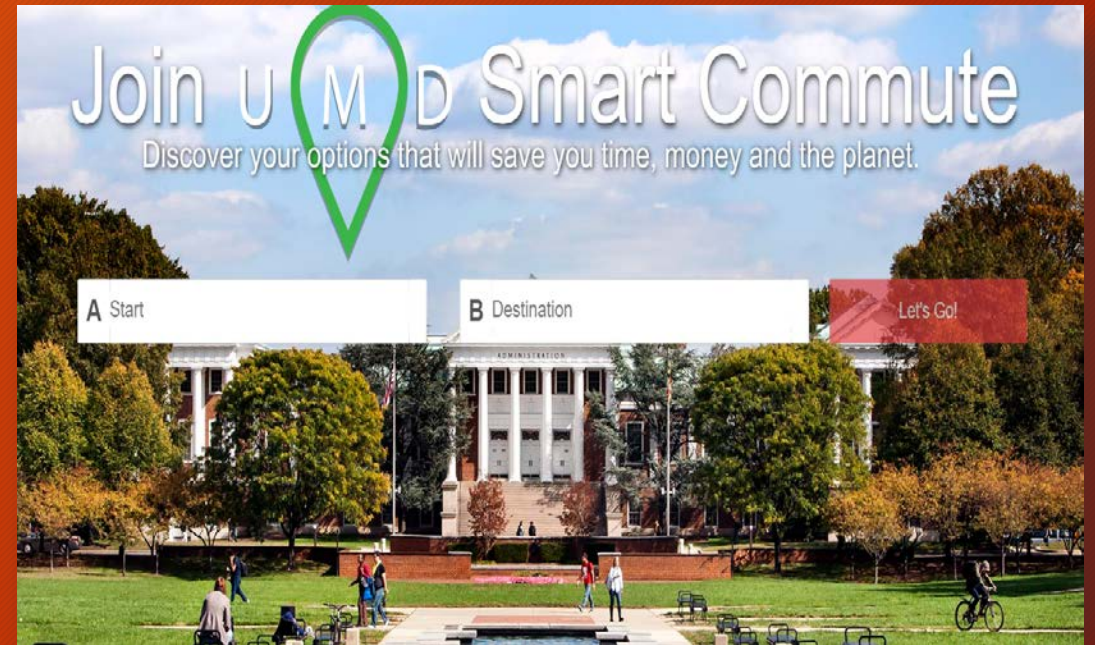 Join U M D Smart Commute
Discover your options that will save you time, money and the planet.
A Start
B Destination
Let's Go!
ADMINISTRATION